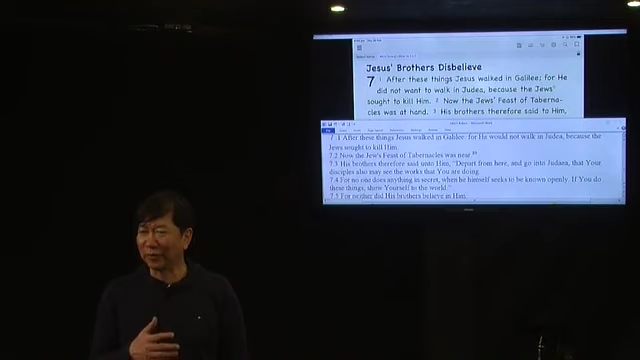 Jesus' Brothers Disbelieve
7 1 After these things Jesus walked in Galilee; for He
did not want to walk in Judea, because the Jews
sought to kill Him. 2 Now the Jews' Feast of Taberna-
cles was at hand. 3 His brothers therefore said to Him,
7.1 After these things Jesus walked in Galilee: for He would not walk in Judea, because the
Jews sought to kill Him.
7.2 Now the Jew's Feast of Tabernacles was near.
7.3 His brothers therefore said unto Him, "Depart from here, and go into Judaea, that Your
disciples also may see the works that You are doing.
7.4 For no one does anything in secret, when he himself seeks to be known openly. If You do
these things, show Yourself to the world."
7.5 For neither did His brothers believe in Him.